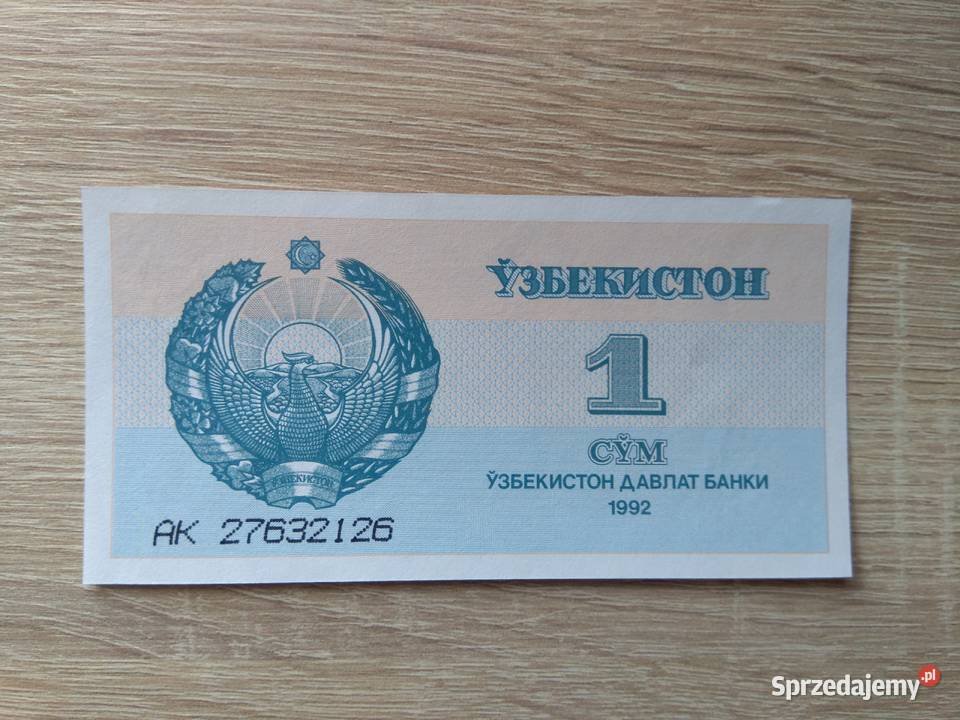 ЎЗБЕКИСТОН
1
СЎМ
ЎЗБЕКИСТОН ДАВЛАТ БАНКИ
1992
ЎЗБЕКИСТОН
АК 27632126
Sprzedajemy.pl